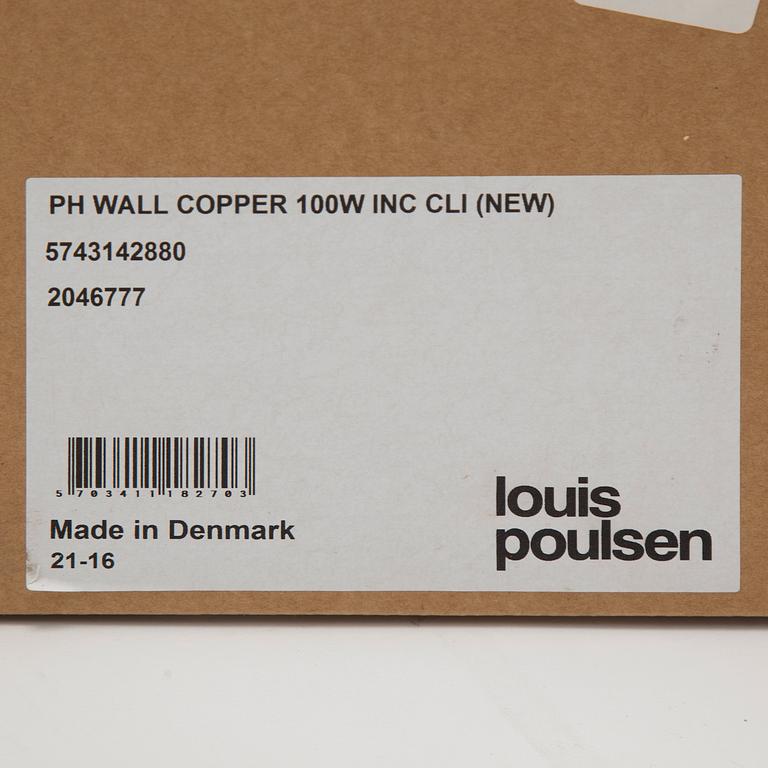 PH WALL COPPER 100W INC CLI (NEW)
5743142880
2046777
5 703411 182703
Made in Denmark
21-16
louis
poulsen